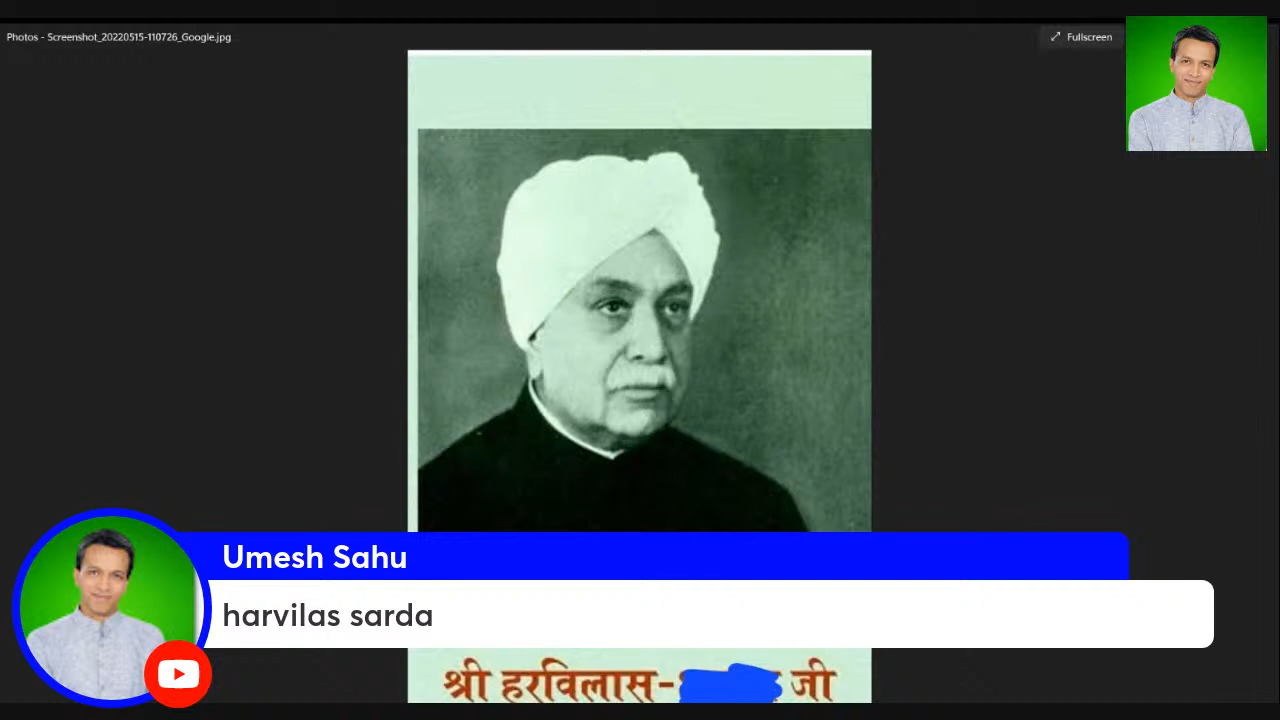 Photos - Screenshot_20220515-110726_Google.jpg
Fullscreen
Umesh Sahu
harvilas sarda
श्री हरविलास- जी